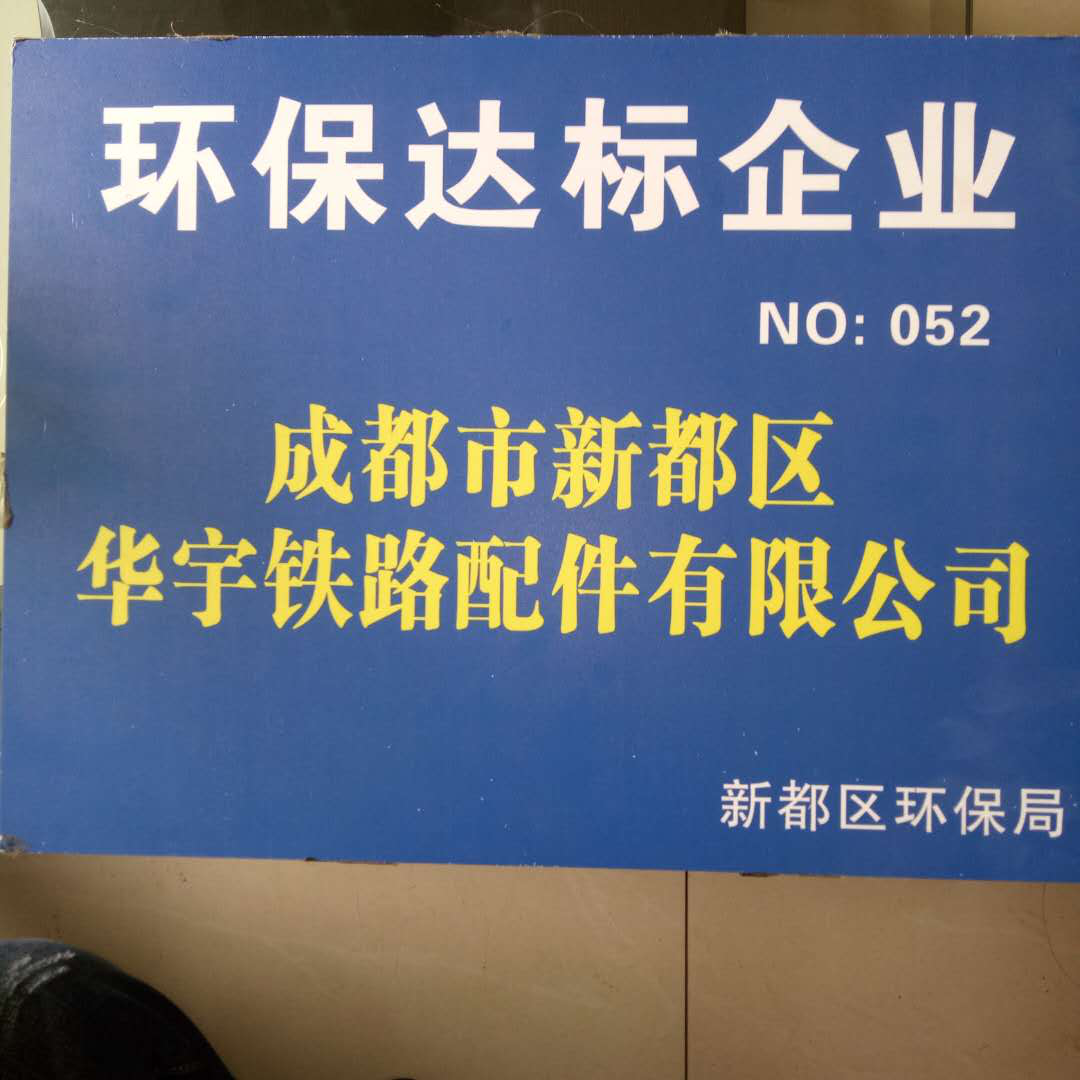 环保达标企业
NO: 052
成都市新都区
华宇铁路配件有限公司
新都区环保局